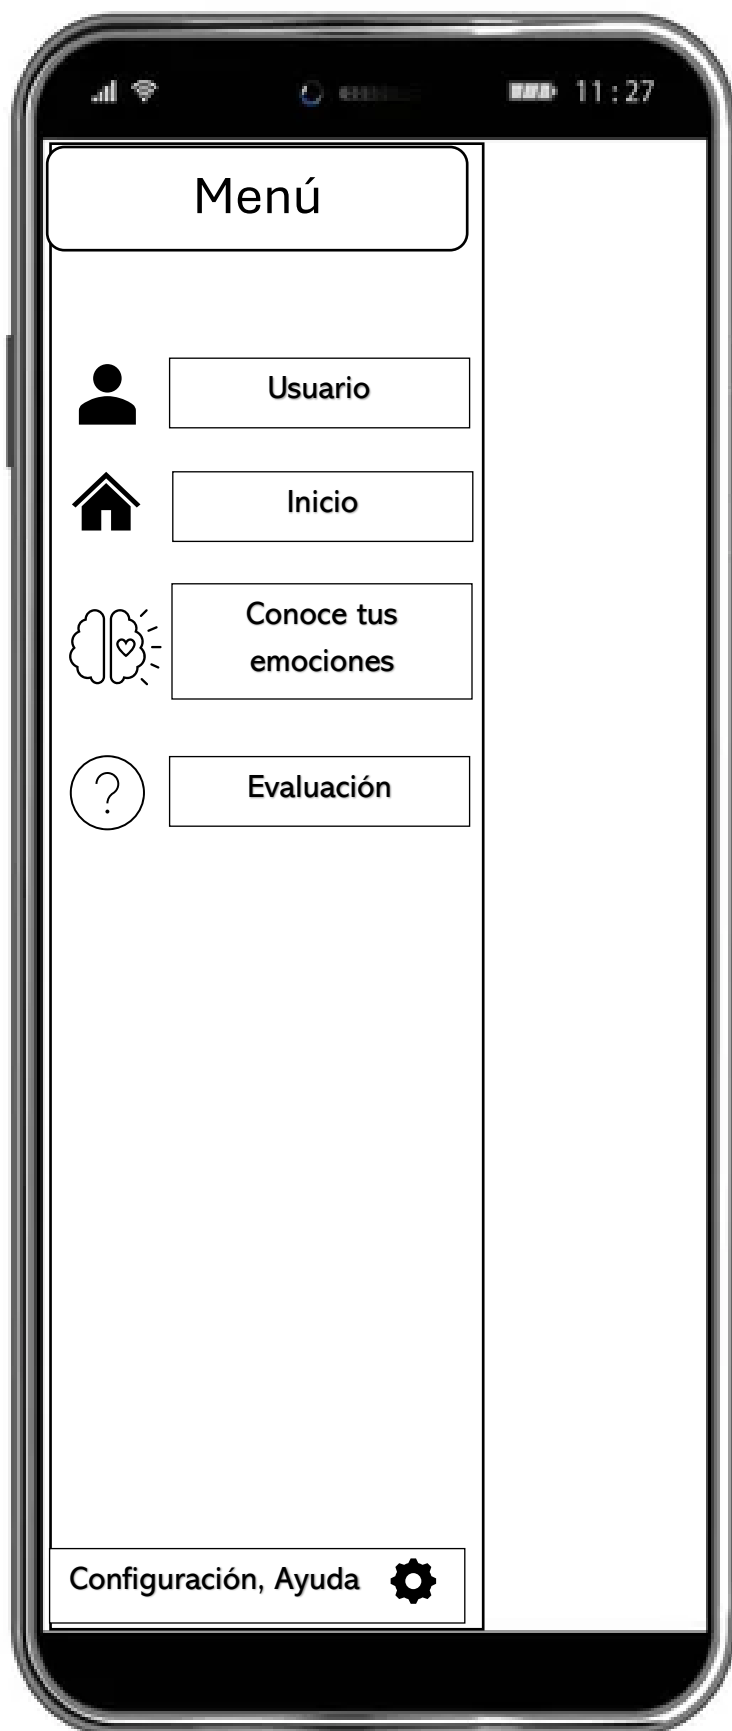 11:27
Menú
Usuario
Inicio
Conoce tus
emociones
?
Evaluación
Configuración, Ayuda